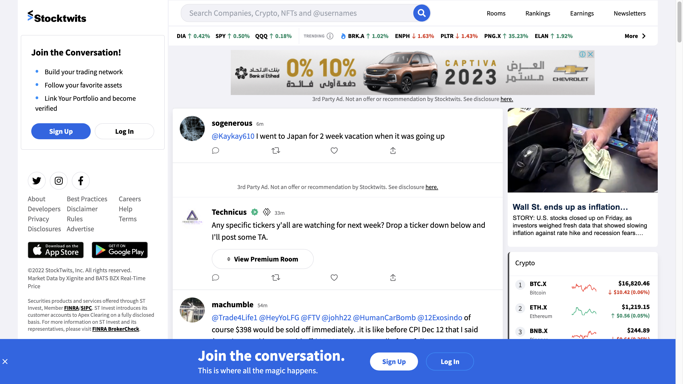 Stocktwits
Search Companies, Crypto, NFTs and @usernames
Rooms
Rankings
Earnings
Newsletters
DIA ↑ 0.42% SPY ↑ 0.50% QQQ ↑ 0.18% TRENDING BRK.A ↑ 1.02% ENPH ↓ 1.63% PLTR ↓ 1.43% PNG.X ↑ 35.23% ELAN ↑ 1.92% More
Join the Conversation!
Build your trading network
Follow your favorite assets
Link Your Portfolio and become
verified
Sign Up
Log In
About Best Practices Careers
Developers Disclaimer Help
Privacy Rules Terms
Disclosures Advertise
Download on the
App Store
GET IT ON
Google Play
©2022 Stocktwits, Inc. All rights reserved.
Market Data by Xignite and BATS BZX Real-Time
Price
Securities products and services offered through ST
Invest, Member FINRA/SIPC. ST Invest introduces its
customer accounts to Apex Clearing on a fully disclosed
basis. For more information on ST Invest and its
representatives, please visit FINRA BrokerCheck.
بنك الاتحاد
Bank al Etihad
0% 10%
دفعة أولى
فائدة
CAPTIVA
2023
العرض
مستمر
CHEVROLET
3rd Party Ad. Not an offer or recommendation by Stocktwits. See disclosure here.
sogenerous 6m
@Kaykay610 I went to Japan for 2 week vacation when it was going up
3rd Party Ad. Not an offer or recommendation by Stocktwits. See disclosure here.
Technicus 33m
Any specific tickers y'all are watching for next week? Drop a ticker down below and
I'll post some TA.
View Premium Room
machumble 56m
@Trade4Life1 @HeyYoLFG @FTV @johh22 @HumanCarBomb @12Exosindo of
course $398 would be sold off immediately. .it is like before CPI Dec 12 that I said
Wall St. ends up as inflation...
STORY: U.S. stocks closed up on Friday, as
investors weighed fresh data that showed slowing
inflation against rate hike and recession fears....
Crypto
1 BTC.X $16,820.46
Bitcoin ↓ $10.42 (0.06%)
2 ETH.X $1,219.15
Ethereum ↑ $0.56 (0.05%)
3 BNB.X $244.89
Join the conversation.
This is where all the magic happens.
Sign Up
Log In